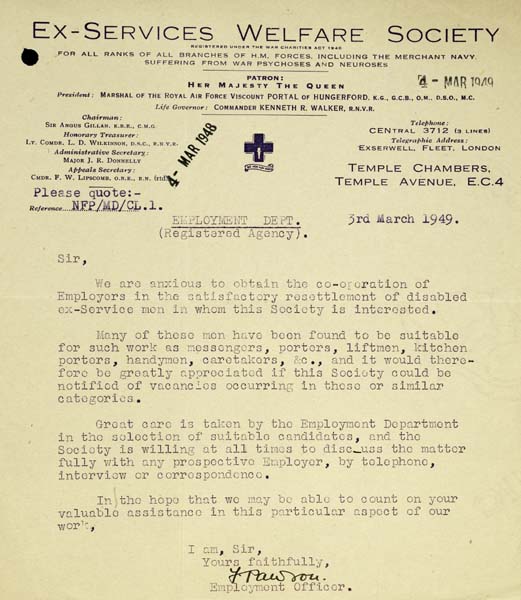 EX-SERVICES WELFARE SOCIETY
REGISTERED UNDER THE WAR CHARITIES ACT 1940
FOR ALL RANKS OF ALL BRANCHES OF H.M. FORCES, INCLUDING THE MERCHANT NAVY,
SUFFERING FROM WAR PSYCHOSES AND NEUROSES
PATRON:
HER MAJESTY THE QUEEN
4 - MAR 1949
President: MARSHAL OF THE ROYAL AIR FORCE VISCOUNT PORTAL OF HUNGERFORD, K.G., G.C.B., O.M., D.S.O., M.C.
Life Governor: COMMANDER KENNETH R. WALKER, R.N.V.R.
Chairman:
SIR ANGUS GILLAN, K.B.E., C.M.G.
Honorary Treasurer:
LT. COMDR. L. D. WILKINSON, D.S.C., R.N.V.R.
Administrative Secretary:
MAJOR J. R. DONNELLY
Appeals Secretary:
CMDR. F. W. LIPSCOMB, O.B.E., R.N. (rtd)
4- MAR 1948
Telephone:
CENTRAL 3712 (3 LINES)
Telegraphic Address:
EXSERWELL, FLEET, LONDON
TEMPLE CHAMBERS,
TEMPLE AVENUE, E.C.4
Please quote:-
Reference NFP/MD/CL.1.
EMPLOYMENT DEPT.
(Registered Agency).
3rd March 1949.
Sir,
We are anxious to obtain the co-operation of
Employers in the satisfactory resettlement of disabled
ex-Service men in whom this Society is interested.
Many of these men have been found to be suitable
for such work as messengers, porters, liftmen, kitchen
porters, handymen, caretakers, &c., and it would there-
fore be greatly appreciated if this Society could be
notified of vacancies occurring in these or similar
categories.
Great care is taken by the Employment Department
in the selection of suitable candidates, and the
Society is willing at all times to discuss the matter
fully with any prospective Employer, by telephone,
interview or correspondence.
In the hope that we may be able to count on your
valuable assistance in this particular aspect of our
work,
I am, Sir,
Yours faithfully,
Employment Officer.